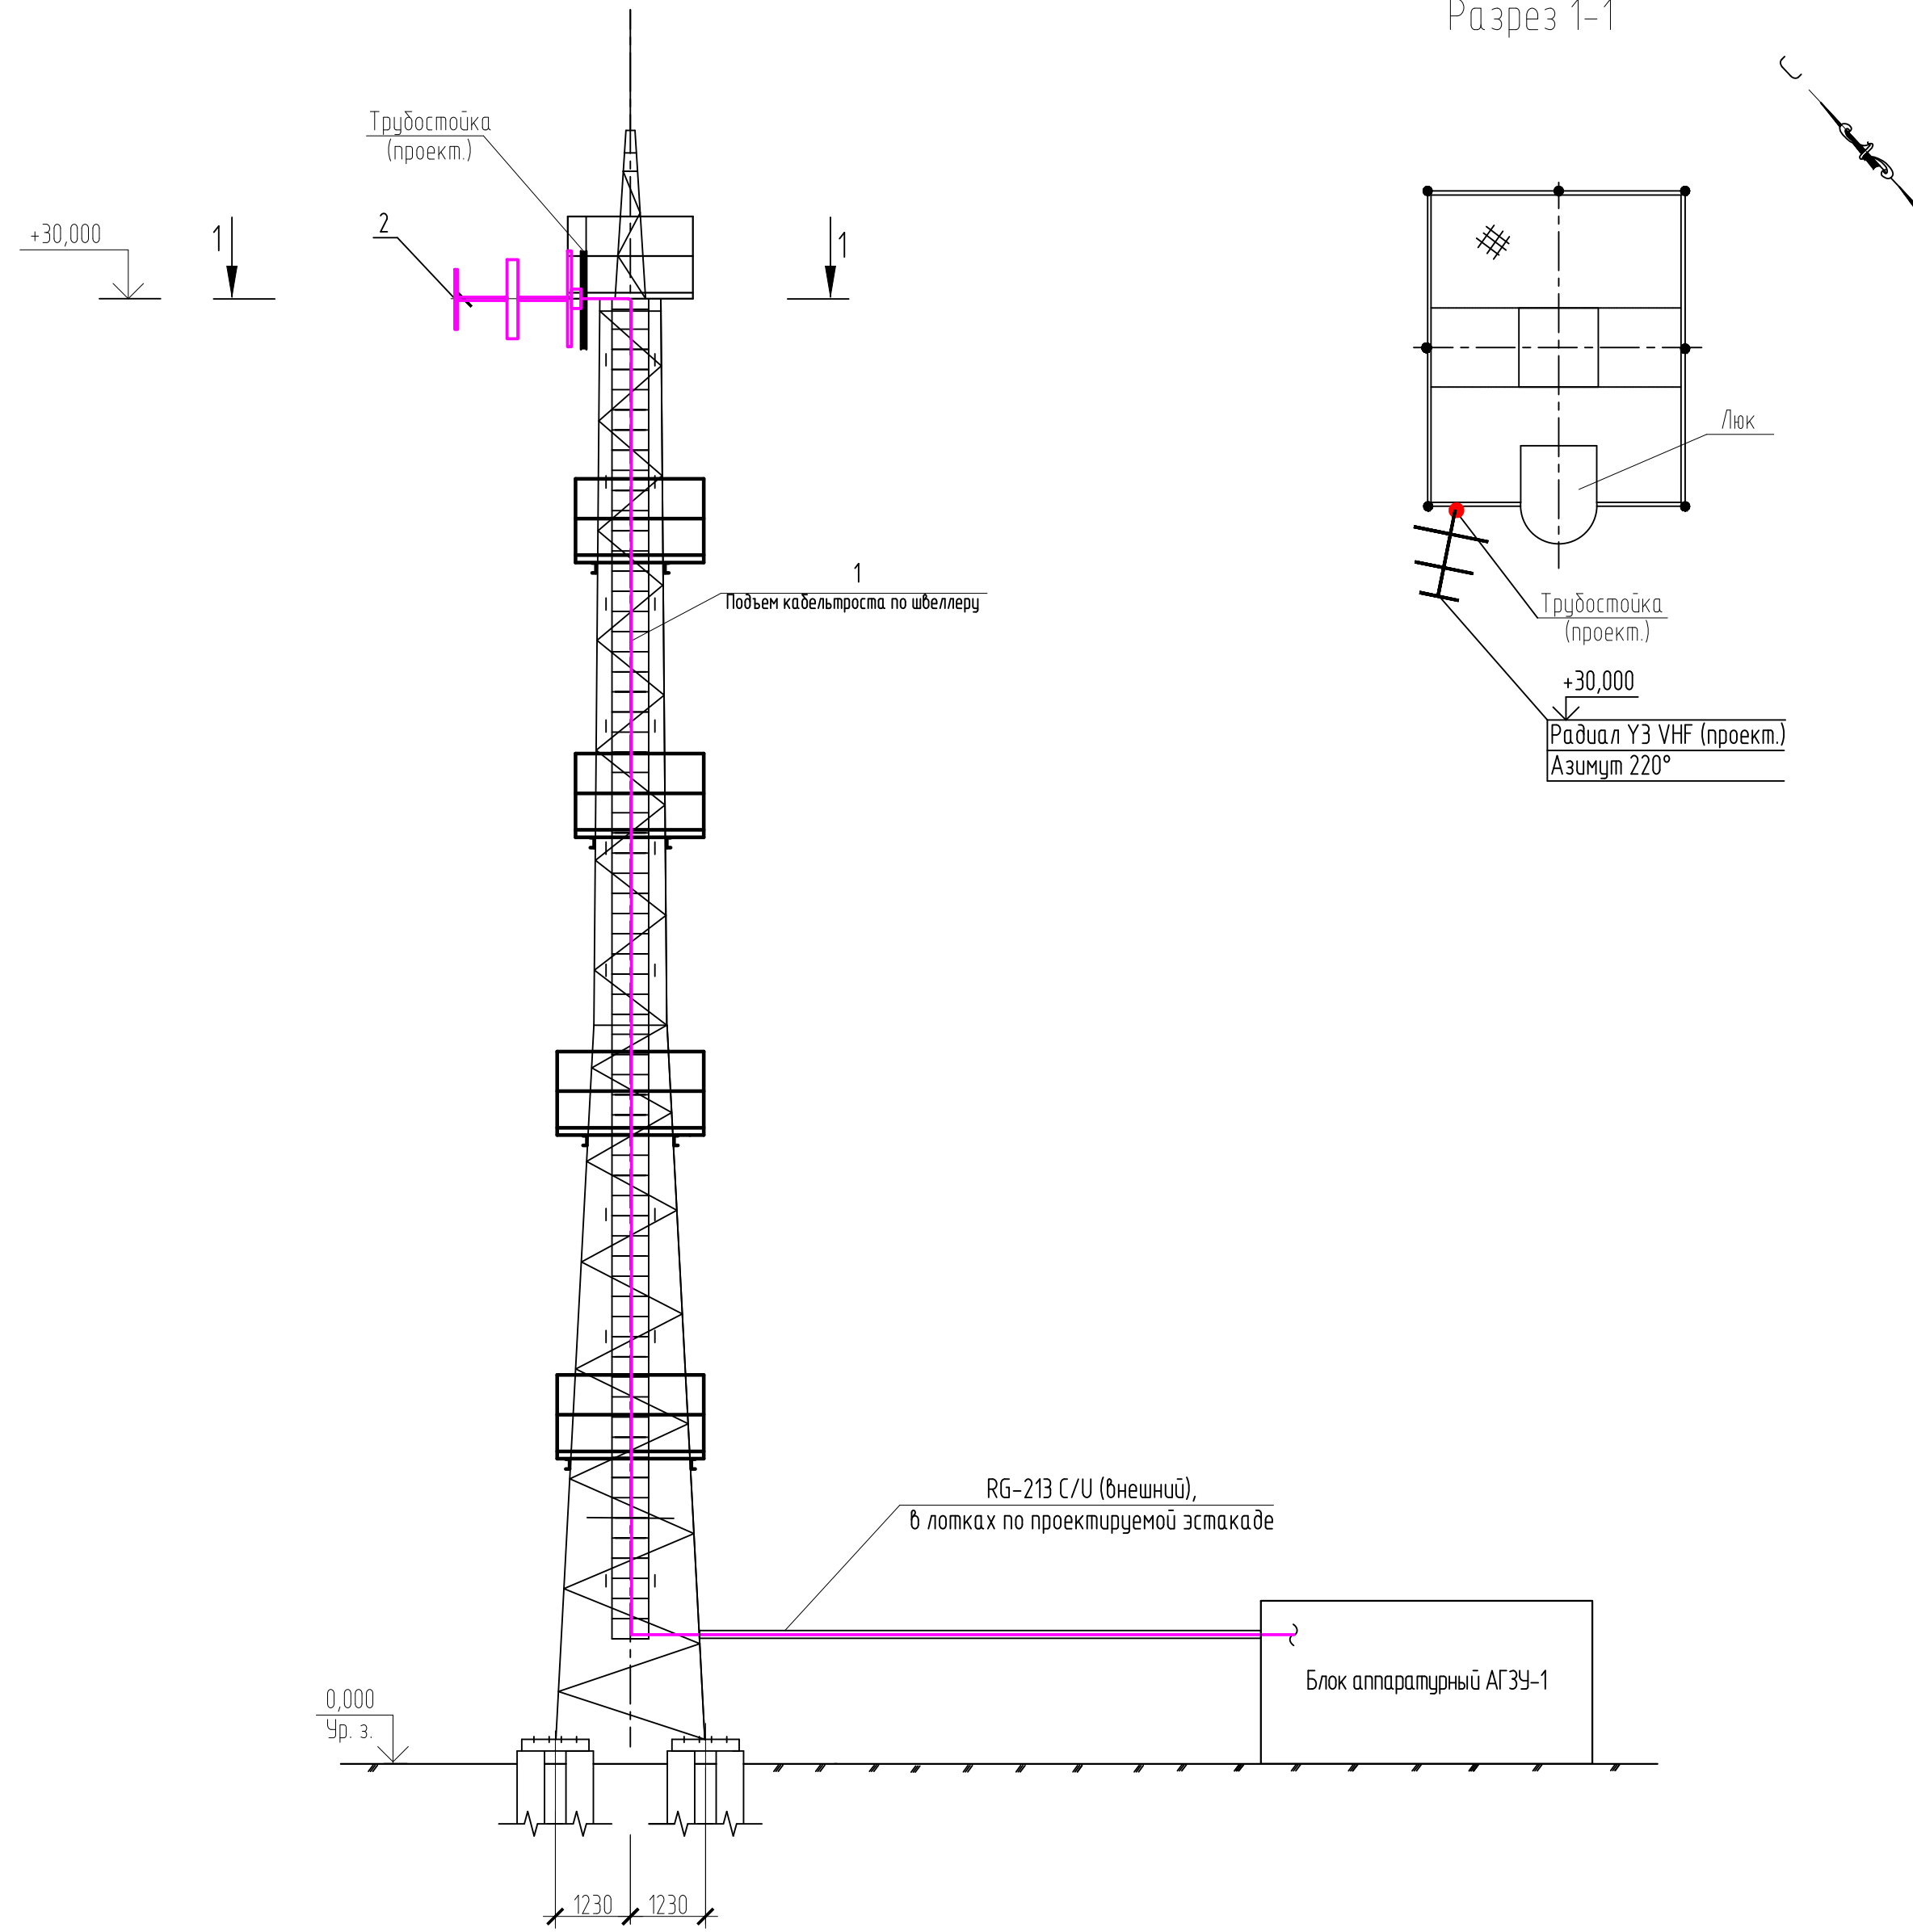 Разрез 1-1
С
Трубостойка
(проект.)
+30,000
2
1
1
Люк
1
Подъем кабельтроста по швеллеру
Трубостойка
(проект.)
+30,000
Радиал Y3 VHF (проект.)
Азимут 220°
RG-213 C/U (внешний),
в лотках по проектируемой эстакаде
Блок аппаратурный АГЗУ-1
0,000
Ур. з.
1230
1230